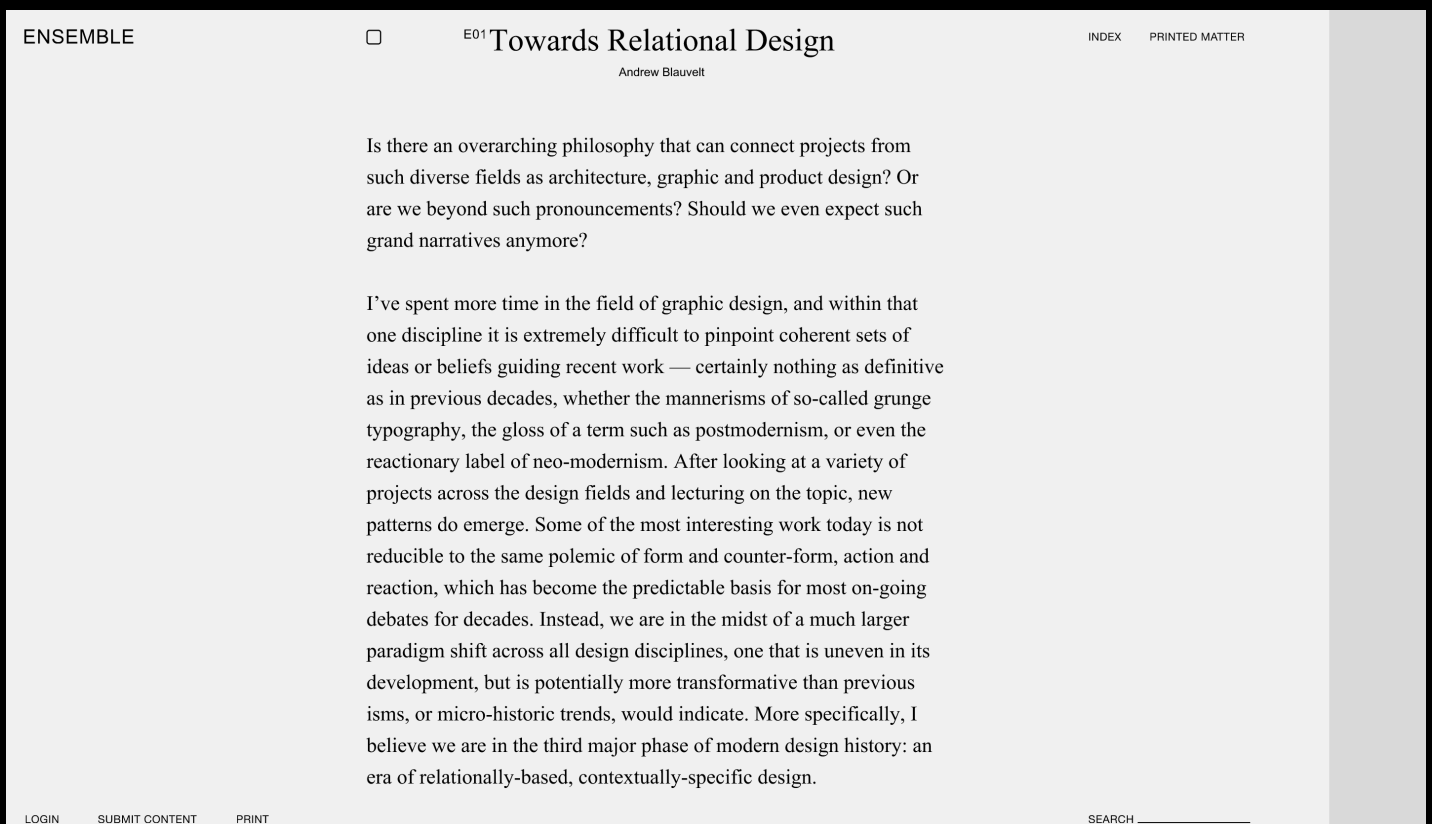 ENSEMBLE
E01 Towards Relational Design
INDEX
PRINTED MATTER
Andrew Blauvelt
Is there an overarching philosophy that can connect projects from
such diverse fields as architecture, graphic and product design? Or
are we beyond such pronouncements? Should we even expect such
grand narratives anymore?
I’ve spent more time in the field of graphic design, and within that
one discipline it is extremely difficult to pinpoint coherent sets of
ideas or beliefs guiding recent work — certainly nothing as definitive
as in previous decades, whether the mannerisms of so-called grunge
typography, the gloss of a term such as postmodernism, or even the
reactionary label of neo-modernism. After looking at a variety of
projects across the design fields and lecturing on the topic, new
patterns do emerge. Some of the most interesting work today is not
reducible to the same polemic of form and counter-form, action and
reaction, which has become the predictable basis for most on-going
debates for decades. Instead, we are in the midst of a much larger
paradigm shift across all design disciplines, one that is uneven in its
development, but is potentially more transformative than previous
isms, or micro-historic trends, would indicate. More specifically, I
believe we are in the third major phase of modern design history: an
era of relationally-based, contextually-specific design.
LOGIN
SUBMIT CONTENT
PRINT
SEARCH